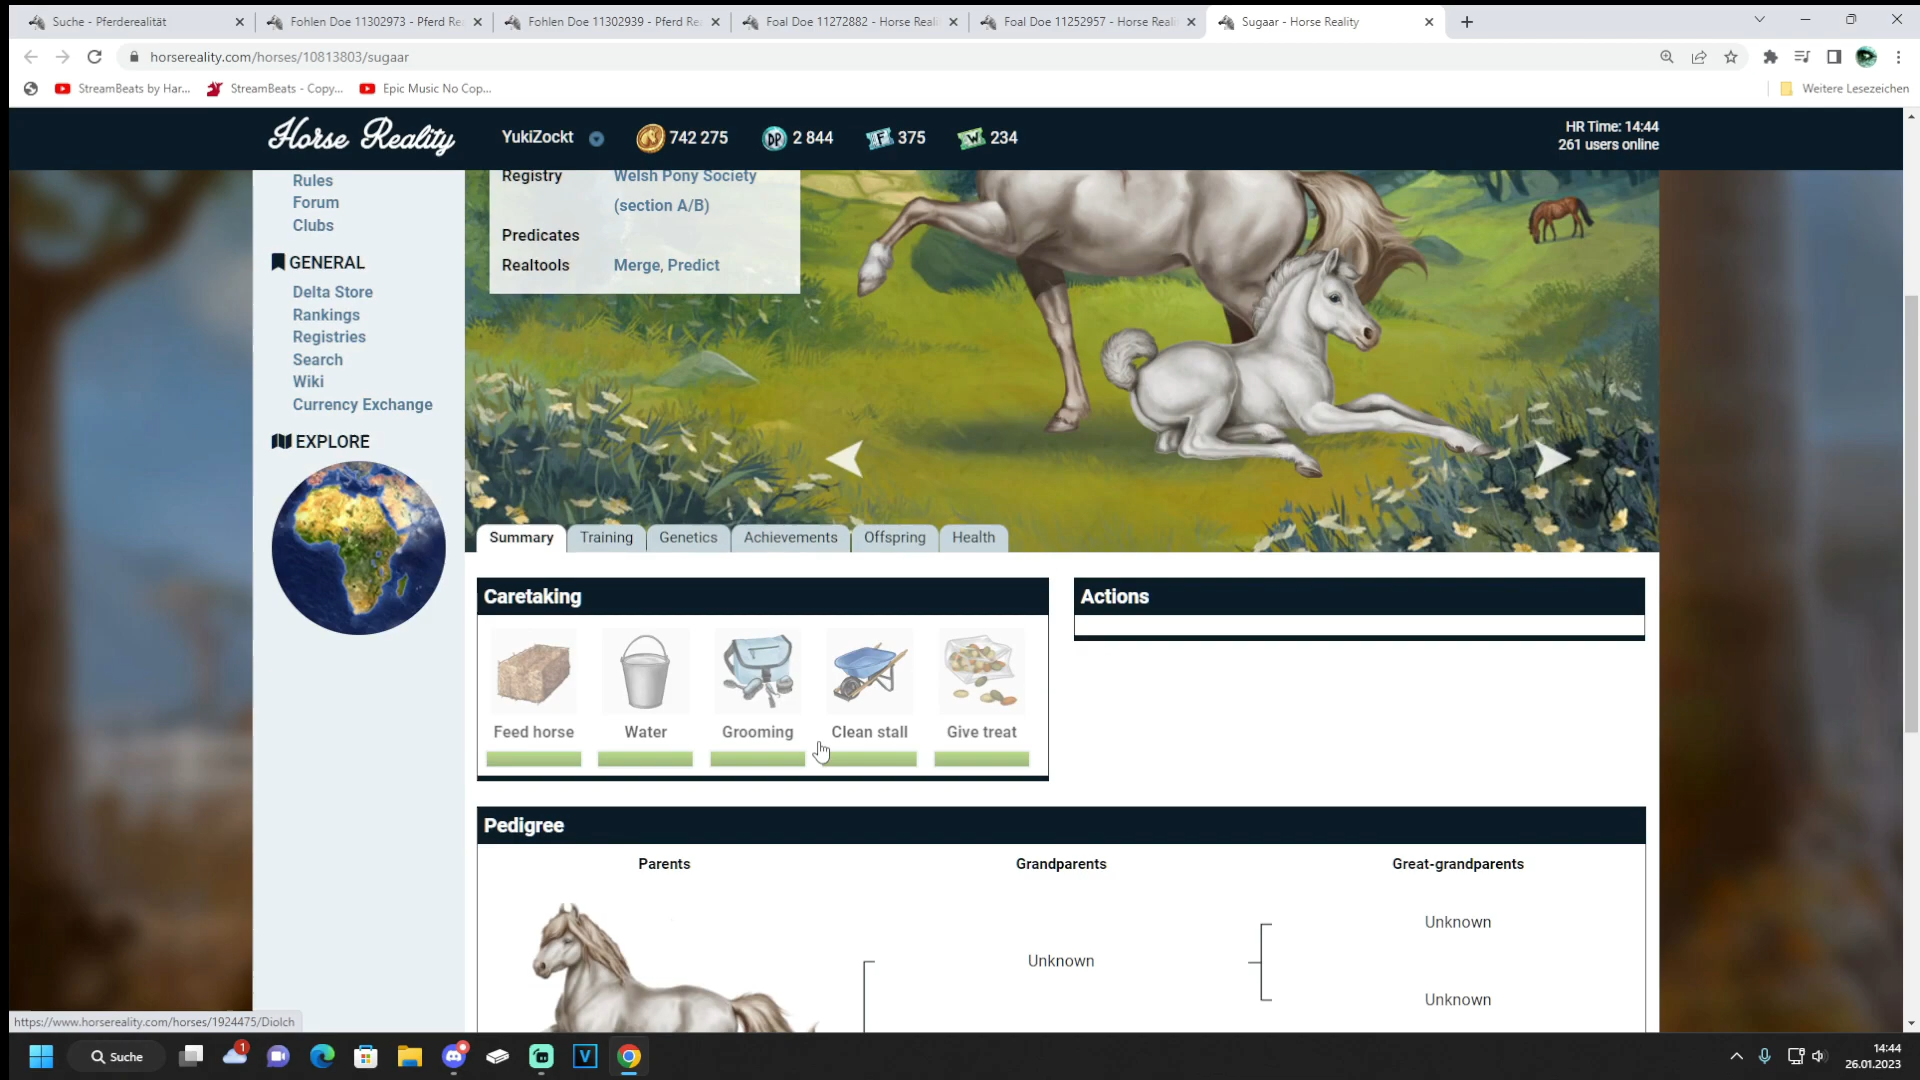 Suche - Pferderealität
Fohlen Doe 11302973 - Pferd Re
Fohlen Doe 11302939 - Pferd Re
Foal Doe 11272882 - Horse Reali
Foal Doe 11252957 - Horse Reali
Sugaar - Horse Reality
horsereality.com/horses/10813803/sugaar
StreamBeats by Har...
StreamBeats - Copy...
Epic Music No Cop...
Weitere Lesezeichen
Horse Reality
YukiZockt
742 275
DP
2 844
F
375
W
234
HR Time: 14:44
261 users online
Rules
Forum
Clubs
GENERAL
Delta Store
Rankings
Registries
Search
Wiki
Currency Exchange
EXPLORE
Registry
Welsh Pony Society
(section A/B)
Predicates
Realtools
Merge, Predict
Summary
Training
Genetics
Achievements
Offspring
Health
Caretaking
Feed horse
Water
Grooming
Clean stall
Give treat
Actions
Pedigree
Parents
Grandparents
Great-grandparents
Unknown
Unknown
Unknown
https://www.horsereality.com/horses/1924475/Diolch
Suche
1
V
14:44
26.01.2023